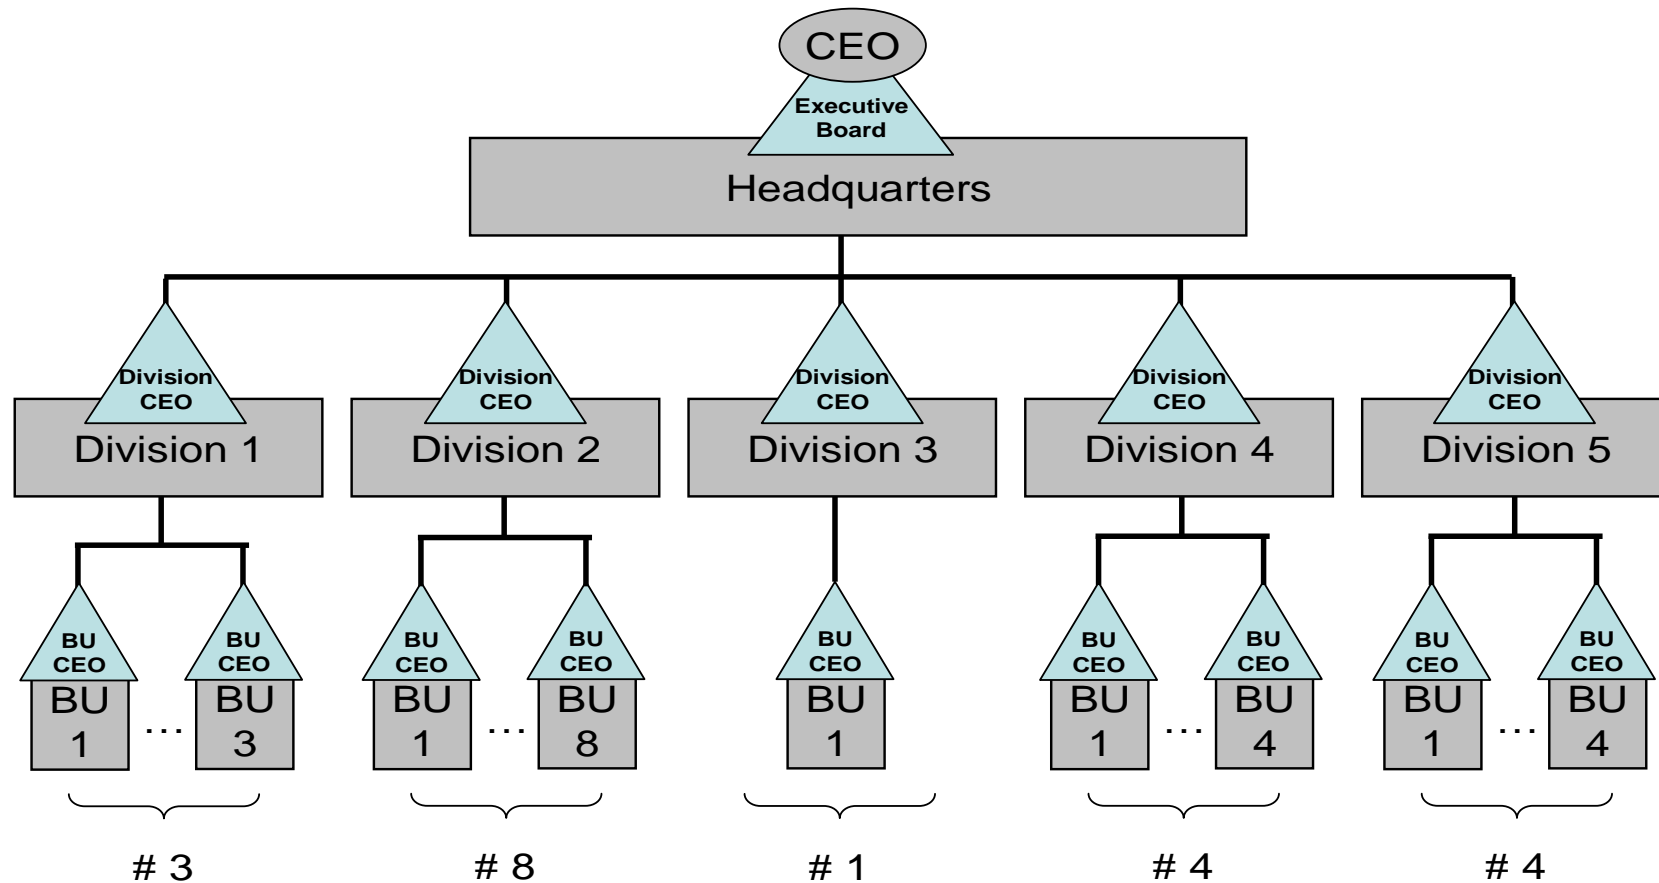 CEO
Executive
Board
Headquarters
Division
CEO
Division 1
Division
CEO
Division 2
Division
CEO
Division 3
Division
CEO
Division 4
Division
CEO
Division 5
BU
CEO
BU
1
...
BU
CEO
BU
3
BU
CEO
BU
1
...
BU
CEO
BU
8
BU
CEO
BU
1
BU
CEO
BU
1
...
BU
CEO
BU
4
BU
CEO
BU
1
...
BU
CEO
BU
4
# 3
# 8
# 1
# 4
# 4